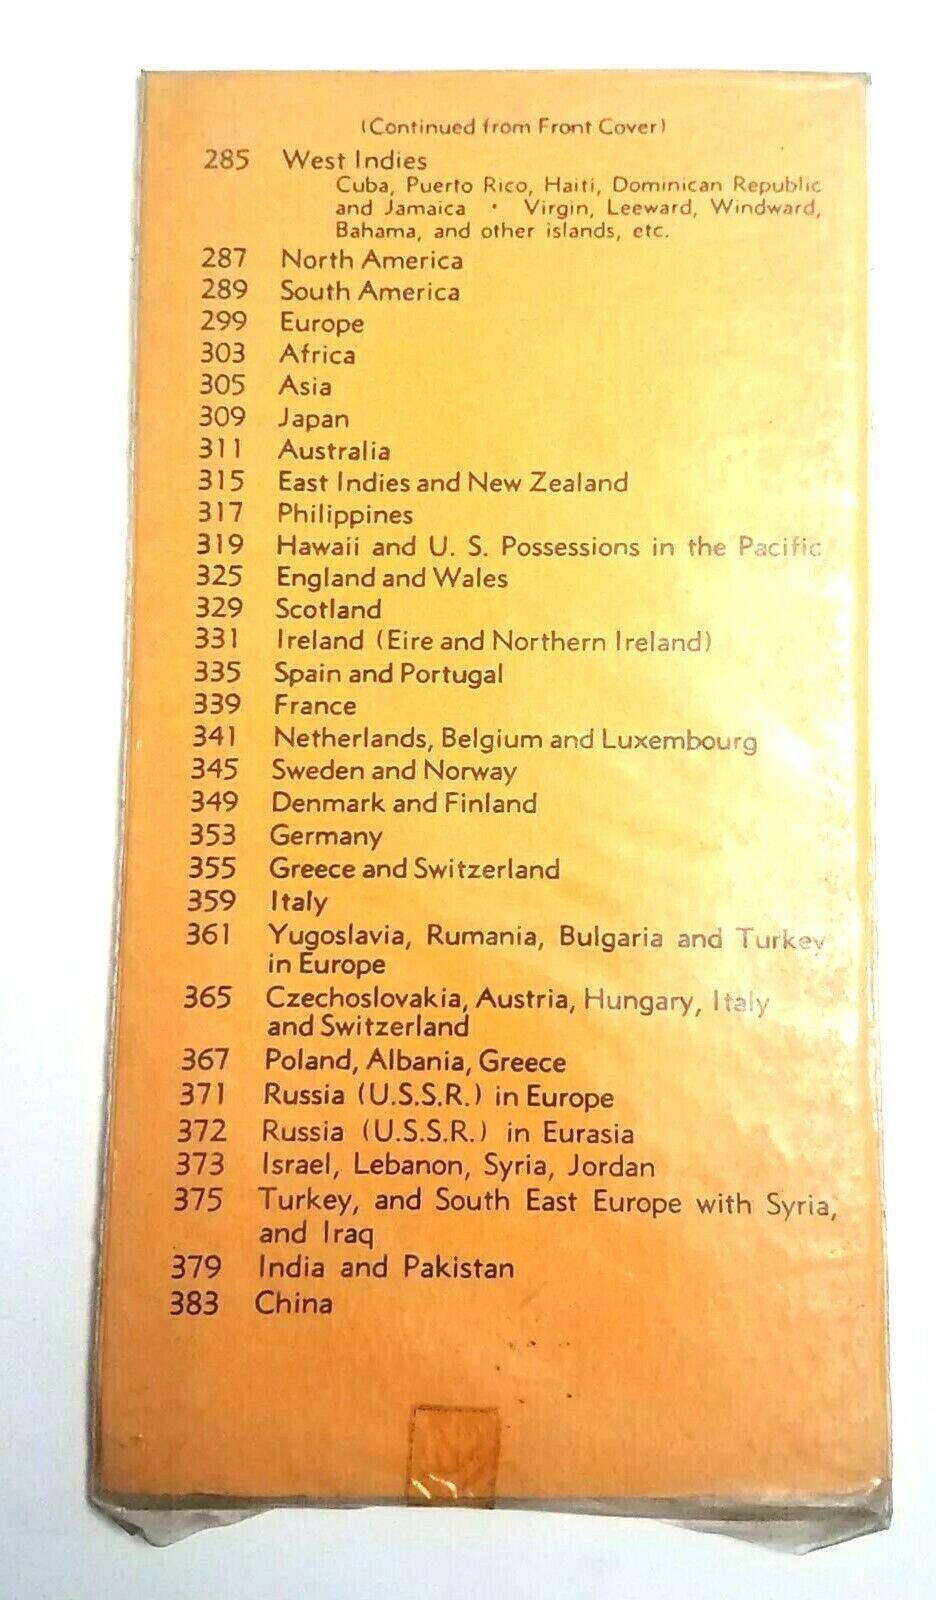 (Continued from Front Cover)
285 West Indies
Cuba, Puerto Rico, Haiti, Dominican Republic
and Jamaica • Virgin, Leeward, Windward,
Bahama, and other islands, etc.
287 North America
289 South America
299 Europe
303 Africa
305 Asia
309 Japan
311 Australia
315 East Indies and New Zealand
317 Philippines
319 Hawaii and U. S. Possessions in the Pacific
325 England and Wales
329 Scotland
331 Ireland (Eire and Northern Ireland)
335 Spain and Portugal
339 France
341 Netherlands, Belgium and Luxembourg
345 Sweden and Norway
349 Denmark and Finland
353 Germany
355 Greece and Switzerland
359 Italy
361 Yugoslavia, Rumania, Bulgaria and Turkey
in Europe
365 Czechoslovakia, Austria, Hungary, Italy
and Switzerland
367 Poland, Albania, Greece
371 Russia (U.S.S.R.) in Europe
372 Russia (U.S.S.R.) in Eurasia
373 Israel, Lebanon, Syria, Jordan
375 Turkey, and South East Europe with Syria,
and Iraq
379 India and Pakistan
383 China